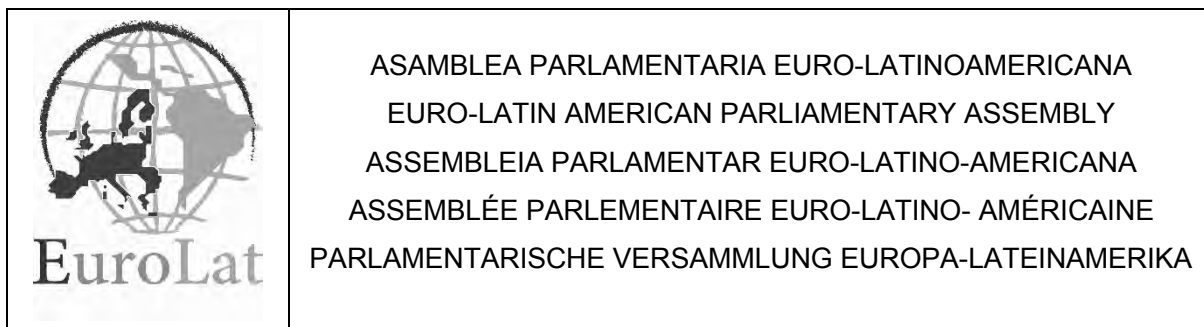 EuroLat
ASAMBLEA PARLAMENTARIA EURO-LATINOAMERICANA
EURO-LATIN AMERICAN PARLIAMENTARY ASSEMBLY
ASSEMBLEIA PARLAMENTAR EURO-LATINO-AMERICANA
ASSEMBLÉE PARLEMENTAIRE EURO-LATINO- AMÉRICAINE
PARLAMENTARISCHE VERSAMMLUNG EUROPA-LATEINAMERIKA